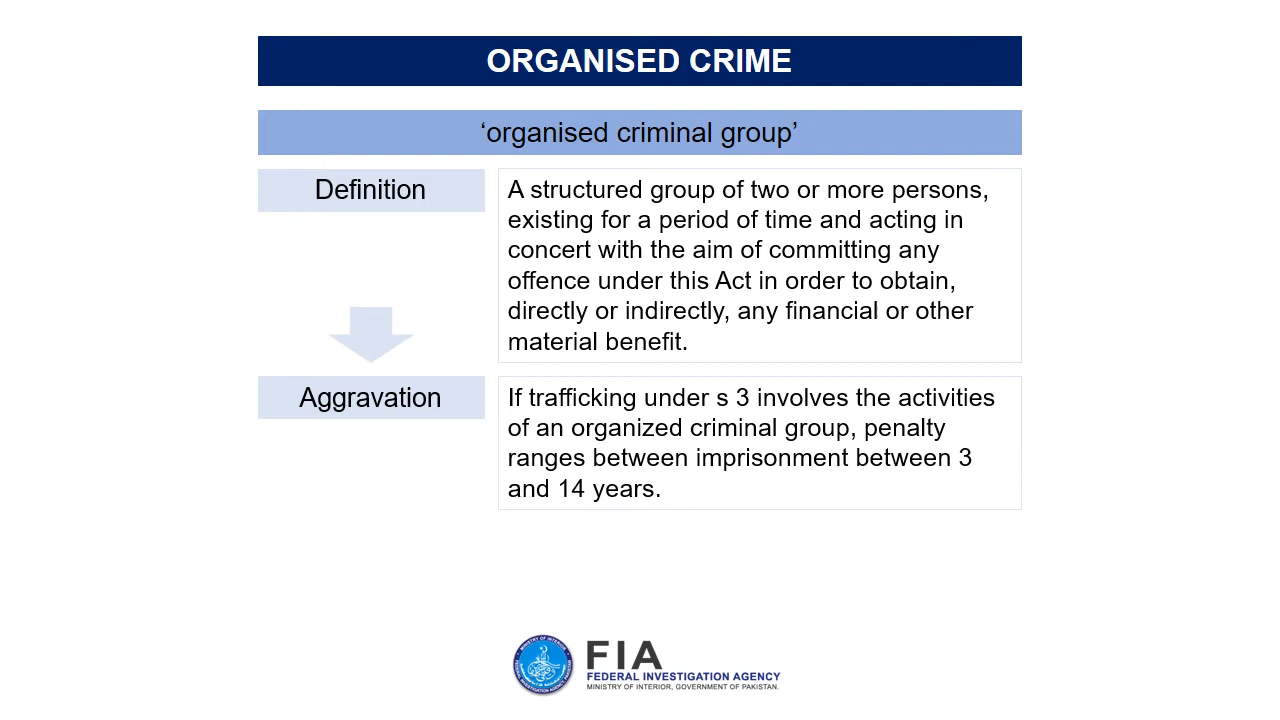 ORGANISED CRIME
‘organised criminal group’
Definition
A structured group of two or more persons,
existing for a period of time and acting in
concert with the aim of committing any
offence under this Act in order to obtain,
directly or indirectly, any financial or other
material benefit.
Aggravation
If trafficking under s 3 involves the activities
of an organized criminal group, penalty
ranges between imprisonment between 3
and 14 years.
FIA
FEDERAL INVESTIGATION AGENCY
MINISTRY OF INTERIOR, GOVERNMENT OF PAKISTAN.